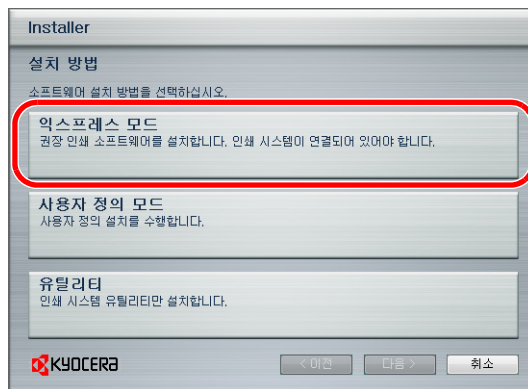 Installer
설치 방법
소프트웨어 설치 방법을 선택하십시오.
익스프레스 모드
권장 인쇄 소프트웨어를 설치합니다. 인쇄 시스템이 연결되어 있어야 합니다.
사용자 정의 모드
사용자 정의 설치를 수행합니다.
유틸리티
인쇄 시스템 유틸리티만 설치합니다.
KYOCERA
< 이전
다음 >
취소